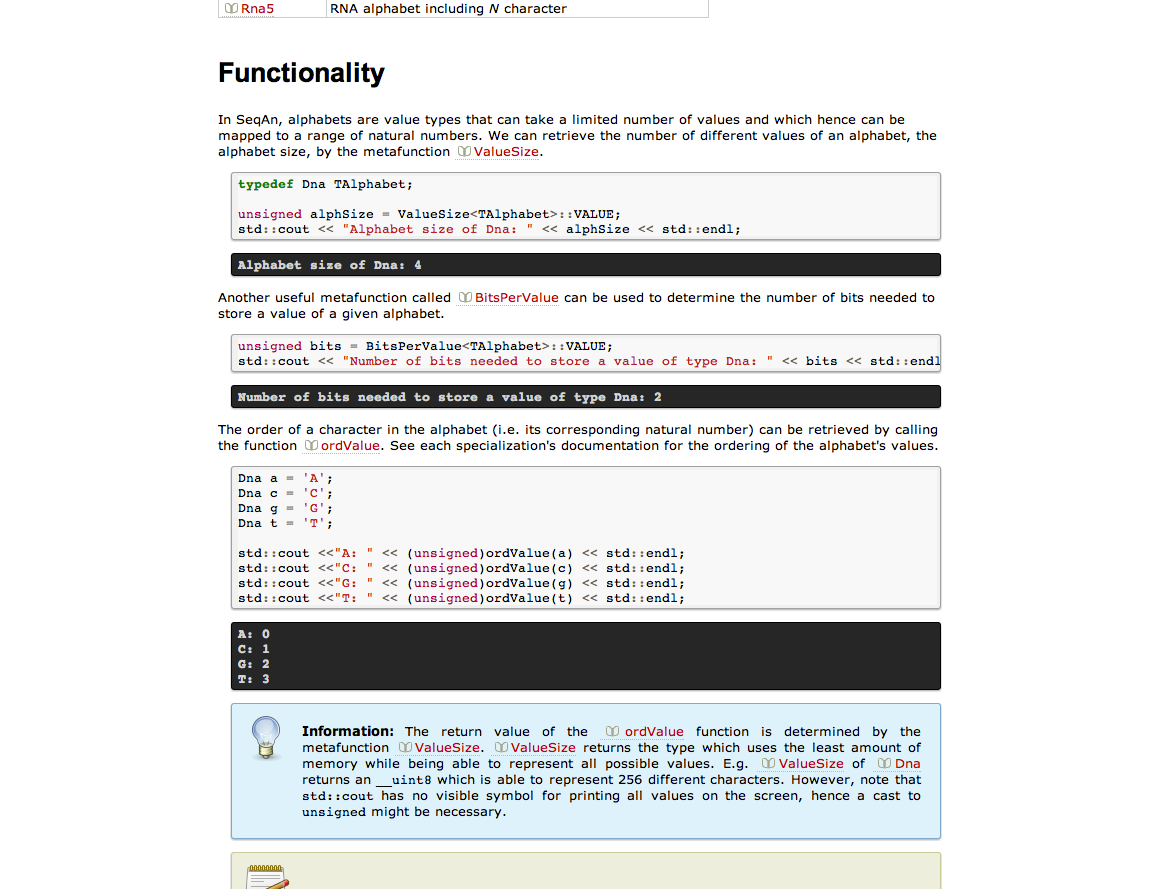 Rna5 RNA alphabet including N character
Functionality
In SeqAn, alphabets are value types that can take a limited number of values and which hence can be
mapped to a range of natural numbers. We can retrieve the number of different values of an alphabet, the
alphabet size, by the metafunction ValueSize.
typedef Dna TAlphabet;
unsigned alphSize = ValueSize<TAlphabet>::VALUE;
std::cout << "Alphabet size of Dna: " << alphSize << std::endl;
Alphabet size of Dna: 4
Another useful metafunction called BitsPerValue can be used to determine the number of bits needed to
store a value of a given alphabet.
unsigned bits = BitsPerValue<TAlphabet>::VALUE;
std::cout << "Number of bits needed to store a value of type Dna: " << bits << std::endl
Number of bits needed to store a value of type Dna: 2
The order of a character in the alphabet (i.e. its corresponding natural number) can be retrieved by calling
the function ordValue. See each specialization's documentation for the ordering of the alphabet's values.
Dna a = 'A';
Dna c = 'C';
Dna g = 'G';
Dna t = 'T';
std::cout <<"A: " << (unsigned)ordValue(a) << std::endl;
std::cout <<"C: " << (unsigned)ordValue(c) << std::endl;
std::cout <<"G: " << (unsigned)ordValue(g) << std::endl;
std::cout <<"T: " << (unsigned)ordValue(t) << std::endl;
A: 0
C: 1
G: 2
T: 3
Information: The return value of the ordValue function is determined by the
metafunction ValueSize. ValueSize returns the type which uses the least amount of
memory while being able to represent all possible values. E.g. ValueSize of Dna
returns an __uint8 which is able to represent 256 different characters. However, note that
std::cout has no visible symbol for printing all values on the screen, hence a cast to
unsigned might be necessary.